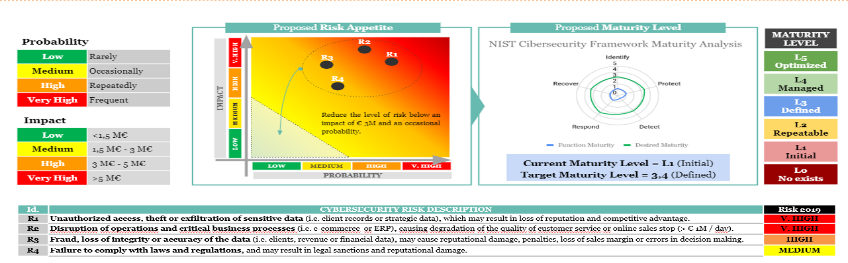 Proposed Risk Appetite
Proposed Maturity Level
Probability
Low Rarely
Medium Occasionally
High Repeatedly
Very High Frequent
Impact
Low <1,5 M€
Medium 1,5 M€ - 3 M€
High 3 M€ - 5 M€
Very High >5 M€
IMPACT
HIGH
MEDIUM
LOW
R2
R1
R3
R4
Reduce the level of risk below an
impact of € 3M and an occasional
probability.
LOW MEDIUM HIGH V. HIGH
PROBABILITY
NIST Cibersecurity Framework Maturity Analysis
Identify
5
4
3
2
1
0
Recover
Protect
Respond
Detect
Function Maturity Desired Maturity
Current Maturity Level – L1 (Initial)
Target Maturity Level = 3,4 (Defined)
MATURITY
LEVEL
L5
Optimized
L4
Managed
L3
Defined
L2
Repeatable
L1
Initial
L0
No exists
Id. CYBERSECURITY RISK DESCRIPTION Risk 2019
R1 Unauthorized access, theft or exfiltration of sensitive data (i.e. client records or strategic data), which may result in loss of reputation and competitive advantage. V. HIGH
R2 Disruption of operations and critical business processes (i.e. e-commerce or ERP), causing degradation of the quality of customer service or online sales stop (> € 1M / day). V. HIGH
R3 Fraud, loss of integrity or accuracy of the data (i.e. clients, revenue or financial data), may cause reputational damage, penalties, loss of sales margin or errors in decision making. HIGH
R4 Failure to comply with laws and regulations, and may result in legal sanctions and reputational damage. MEDIUM